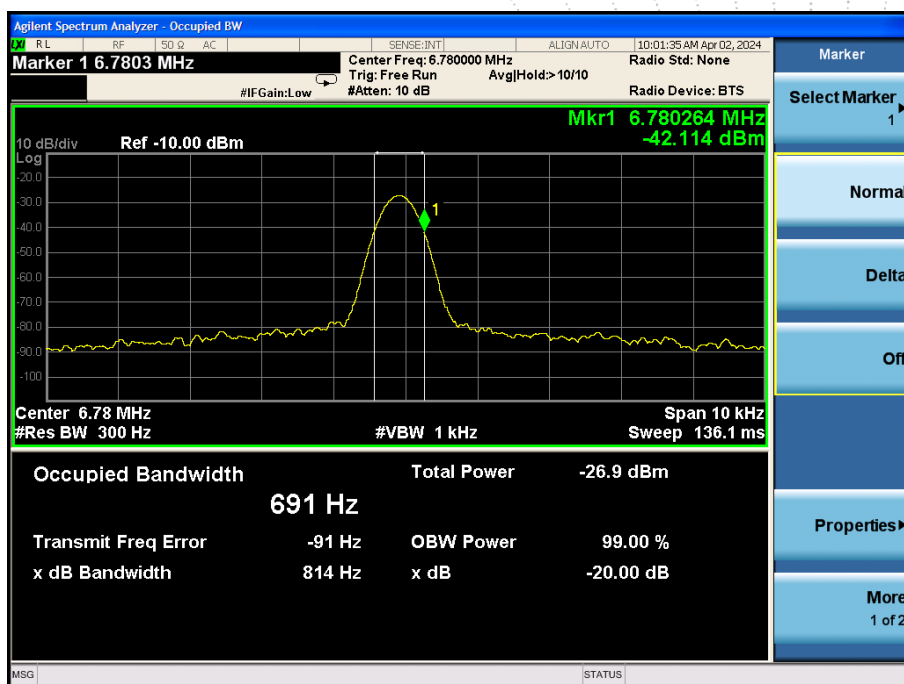 Agilent Spectrum Analyzer - Occupied BW
LXI RL RF 50 Ω AC SENSE:INT ALIGN AUTO 10:01:35 AM Apr 02, 2024
Marker 1 6.7803 MHz Center Freq: 6.780000 MHz Radio Std: None
Trig: Free Run Avg|Hold:> 10/10
#IFGain:Low #Atten: 10 dB Radio Device: BTS
Mkr1 6.780264 MHz
10 dB/div Ref -10.00 dBm -42.114 dBm
Log
-20.0
-30.0
1
-40.0
-50.0
-60.0
-70.0
-80.0
-90.0
-100
Center 6.78 MHz Span 10 kHz
#Res BW 300 Hz #VBW 1 kHz Sweep 136.1 ms
Occupied Bandwidth Total Power -26.9 dBm
691 Hz
Transmit Freq Error -91 Hz OBW Power 99.00 %
x dB Bandwidth 814 Hz x dB -20.00 dB
MSG STATUS
Marker
Select Marker
1
Normal
Delta
Off
Properties
More
1 of 2